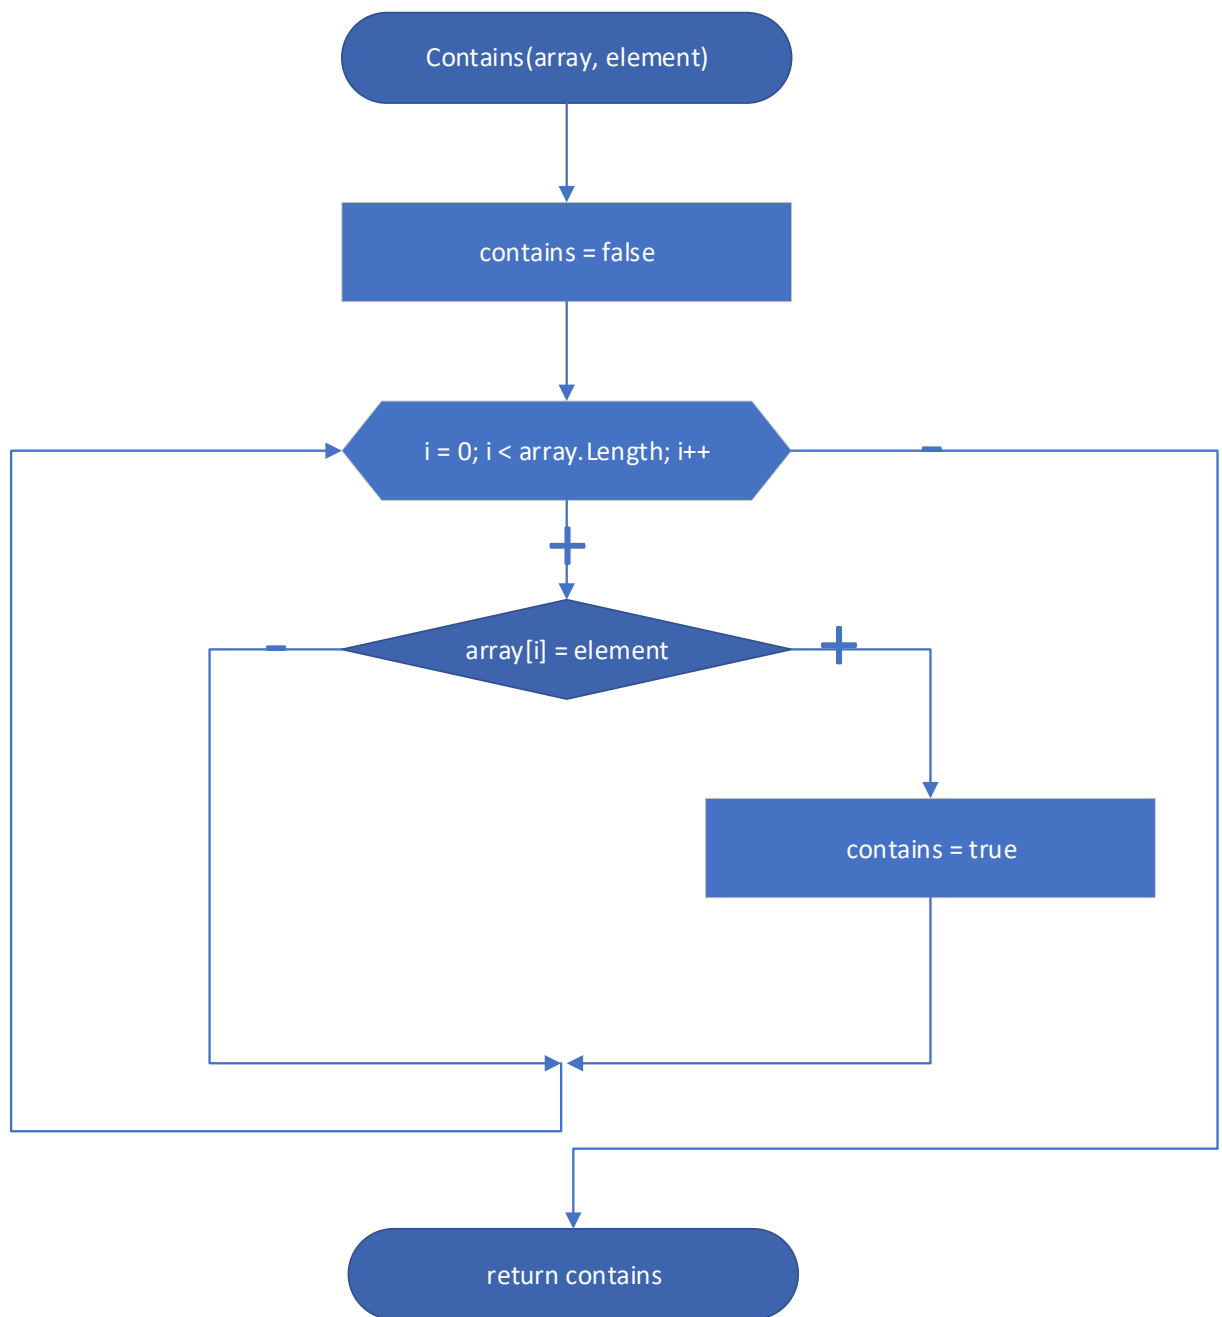 Contains(array, element)
contains = false
i = 0; i < array.Length; i++
-
+
array[i] = element
-
+
contains = true
return contains